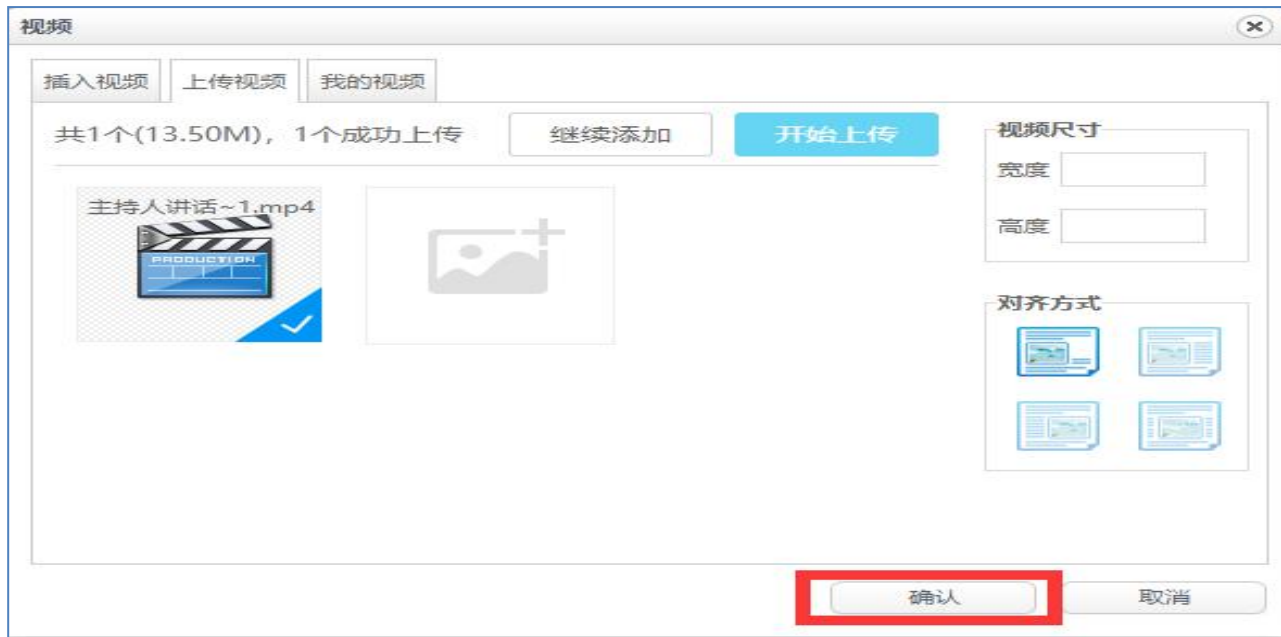 视频
插入视频 上传视频 我的视频
共1个(13.50M)，1个成功上传 继续添加 开始上传
主持人讲话~1.mp4
PRODUCTION
视频尺寸
宽度
高度
对齐方式
确认 取消